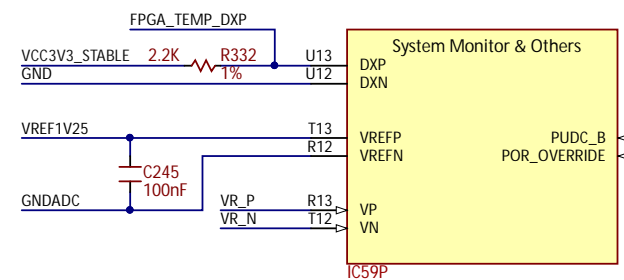 FPGA_TEMP_DXP
System Monitor & Others
VCC3V3_STABLE 2.2K R332 U13 DXP
GND 1% U12 DXN
VREF1V25 T13 VREFP PUDC_B
R12 VREFN POR_OVERRIDE
C245
100nF
GNDADC VR_P R13 VP
VR_N T12 VN
IC59P